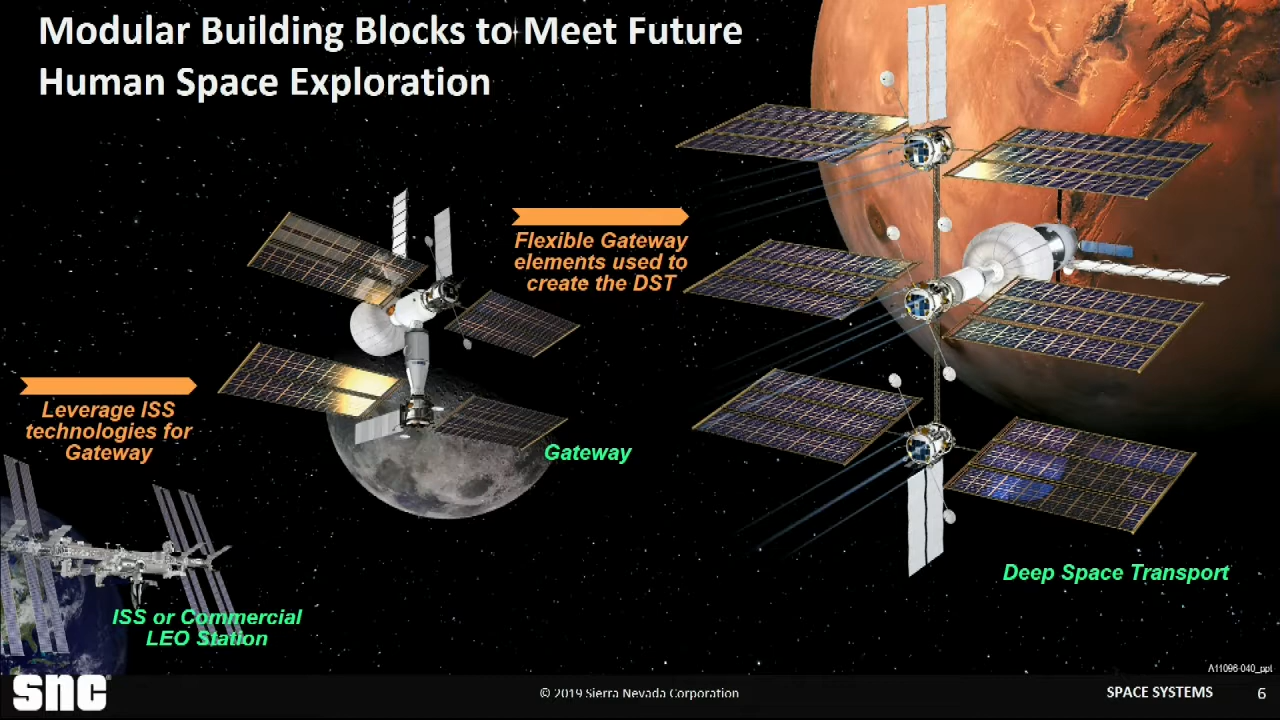 Modular Building Blocks to Meet Future
Human Space Exploration
Flexible Gateway
elements used to
create the DST
Leverage ISS
technologies for
Gateway
Gateway
Deep Space Transport
ISS or Commercial
LEO Station
A11096-040_ppt
snc
© 2019 Sierra Nevada Corporation
SPACE SYSTEMS
6